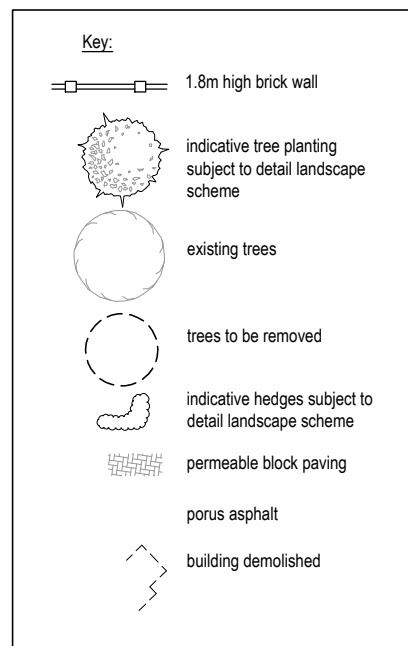 Key:
1.8m high brick wall
indicative tree planting
subject to detail landscape
scheme
existing trees
trees to be removed
indicative hedges subject to
detail landscape scheme
permeable block paving
porus asphalt
building demolished